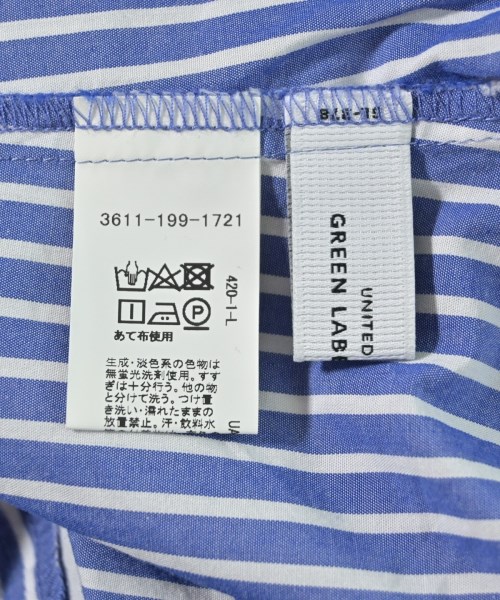 3611-199-1721
あて布使用
生成・淡色系の色物は
無蛍光洗剤使用。すす
ぎは十分行う。他の物
と分けて洗う。つけ置
き洗い・濡れたままの
放置禁止。汗・飲料水
420-1-L
UA
UNITED
GREEN LABE